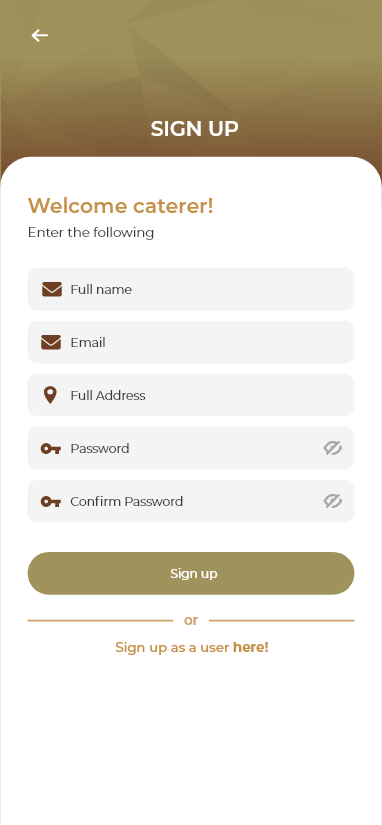 SIGN UP
Welcome caterer!
Enter the following
Full name
Email
Full Address
Password
Confirm Password
Sign up
or
Sign up as a user here!